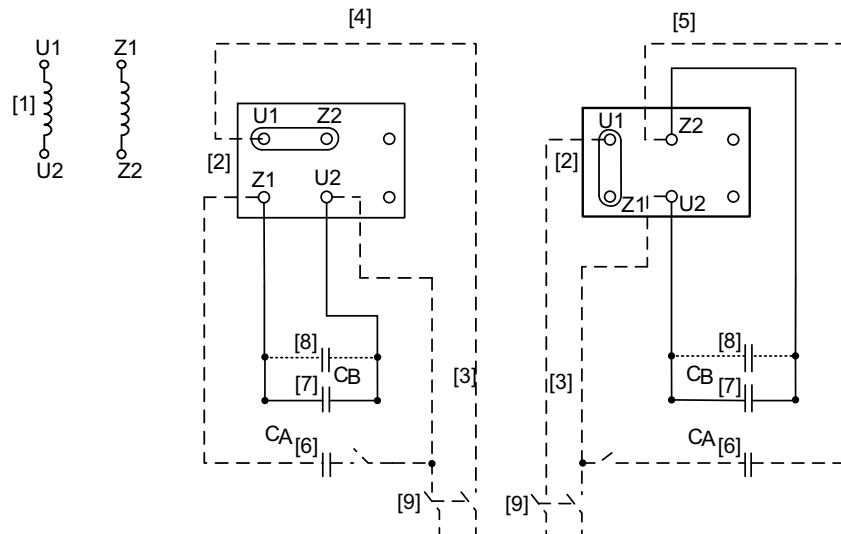 [4]
[5]
U1 Z1
[1]
U2 Z2
U1 Z2
[2]
Z1 U2
[8]
CB
[7]
[3]
CA [6]
[9]
U1
Z2
[2]
Z1 U2
[8]
CB
[7]
[3]
CA [6]
[9]